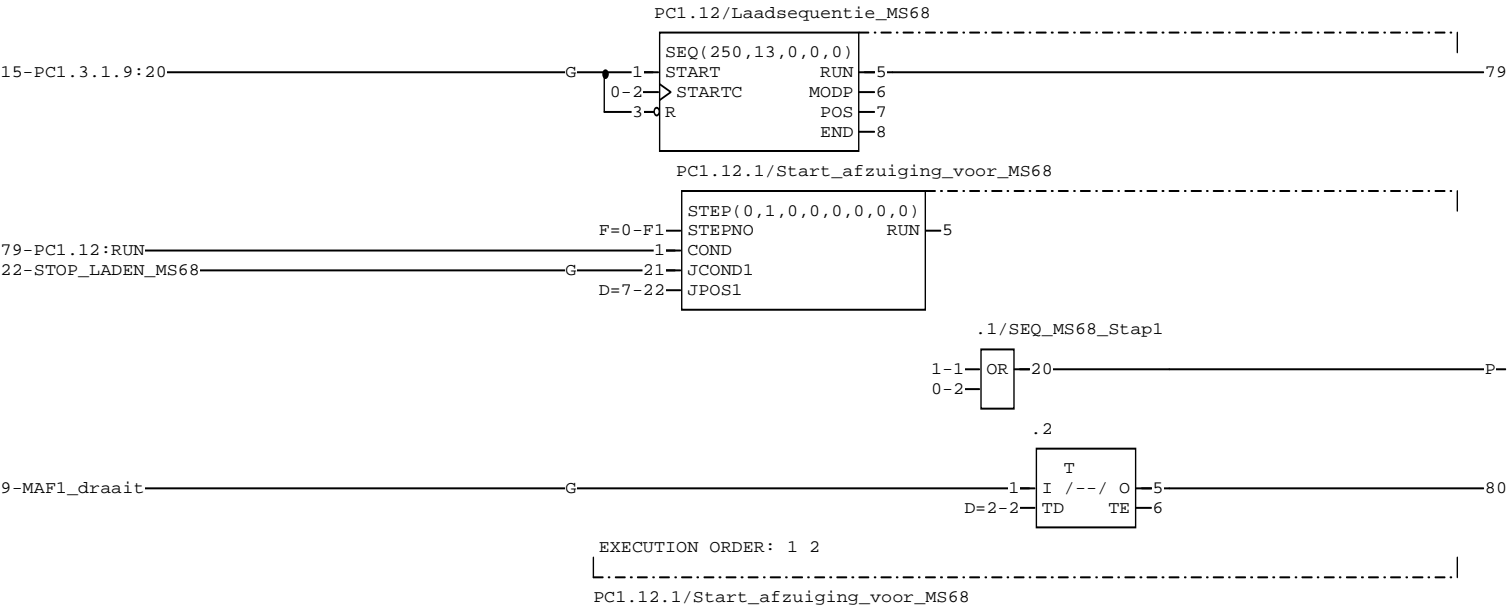 PC1.12/Laadsequentie_MS68
SEQ(250,13,0,0,0)
15-PC1.3.1.9:20 G 1 START RUN 5 79
0-2 STARTC MODP 6
3 R POS 7
END 8
PC1.12.1/Start_afzuiging_voor_MS68
STEP(0,1,0,0,0,0,0,0)
F=0-F1 STEPNO RUN 5
79-PC1.12:RUN 1 COND
22-STOP_LADEN_MS68 G 21 JCOND1
D=7-22 JPOS1
.1/SEQ_MS68_Stap1
1-1 OR 20 P-
0-2
.2
T
9-MAF1_draait G 1 I /--/ O 5 80
D=2-2 TD TE 6
EXECUTION ORDER: 1 2
PC1.12.1/Start_afzuiging_voor_MS68